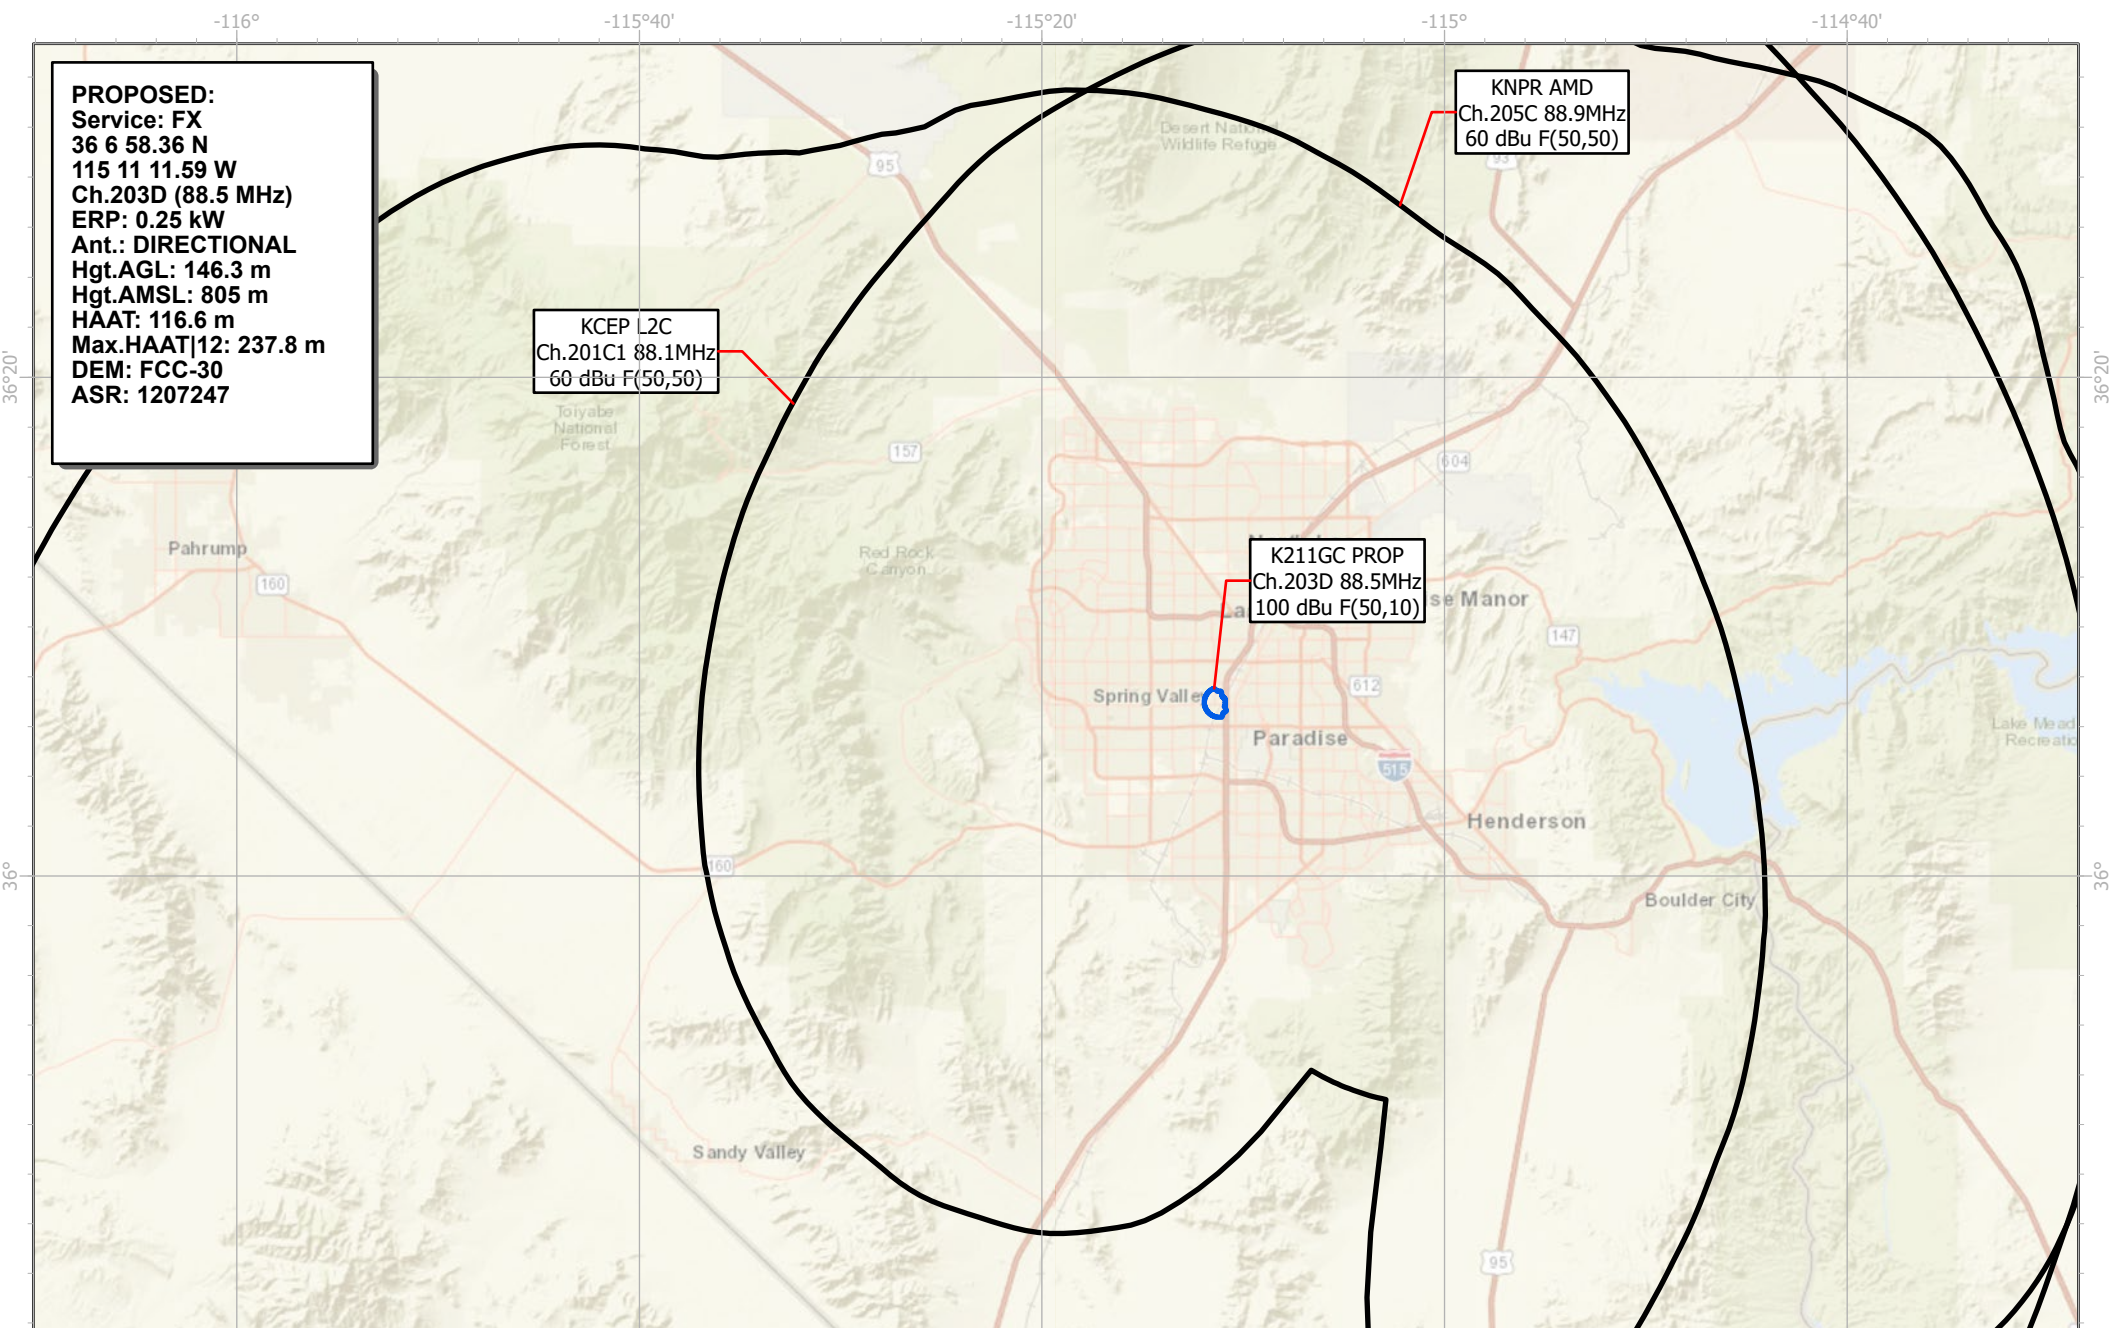 -116°
-115°40'
-115°20'
-115°
-114°40'
PROPOSED:
Service: FX
36 6 58.36 N
115 11 11.59 W
Ch.203D (88.5 MHz)
ERP: 0.25 kW
Ant.: DIRECTIONAL
Hgt.AGL: 146.3 m
Hgt.AMSL: 805 m
HAAT: 116.6 m
Max.HAAT|12: 237.8 m
DEM: FCC-30
ASR: 1207247
KNPR AMD
Ch.205C 88.9MHz
60 dBu F(50,50)
Desert National
Wildlife Refuge
95
93
KCEP L2C
Ch.201C1 88.1MHz
60 dBu F(50,50)
36°20'
36°20'
Toiyabe
National
Forest
157
604
Pahrump
160
Red Rock
Canyon
K211GC PROP
Ch.203D 88.5MHz
100 dBu F(50,10)
La
se Manor
147
612
Spring Valle
Paradise
515
Lake Mead
Recreatio
Henderson
36°
160
36°
Boulder City
Sandy Valley
95